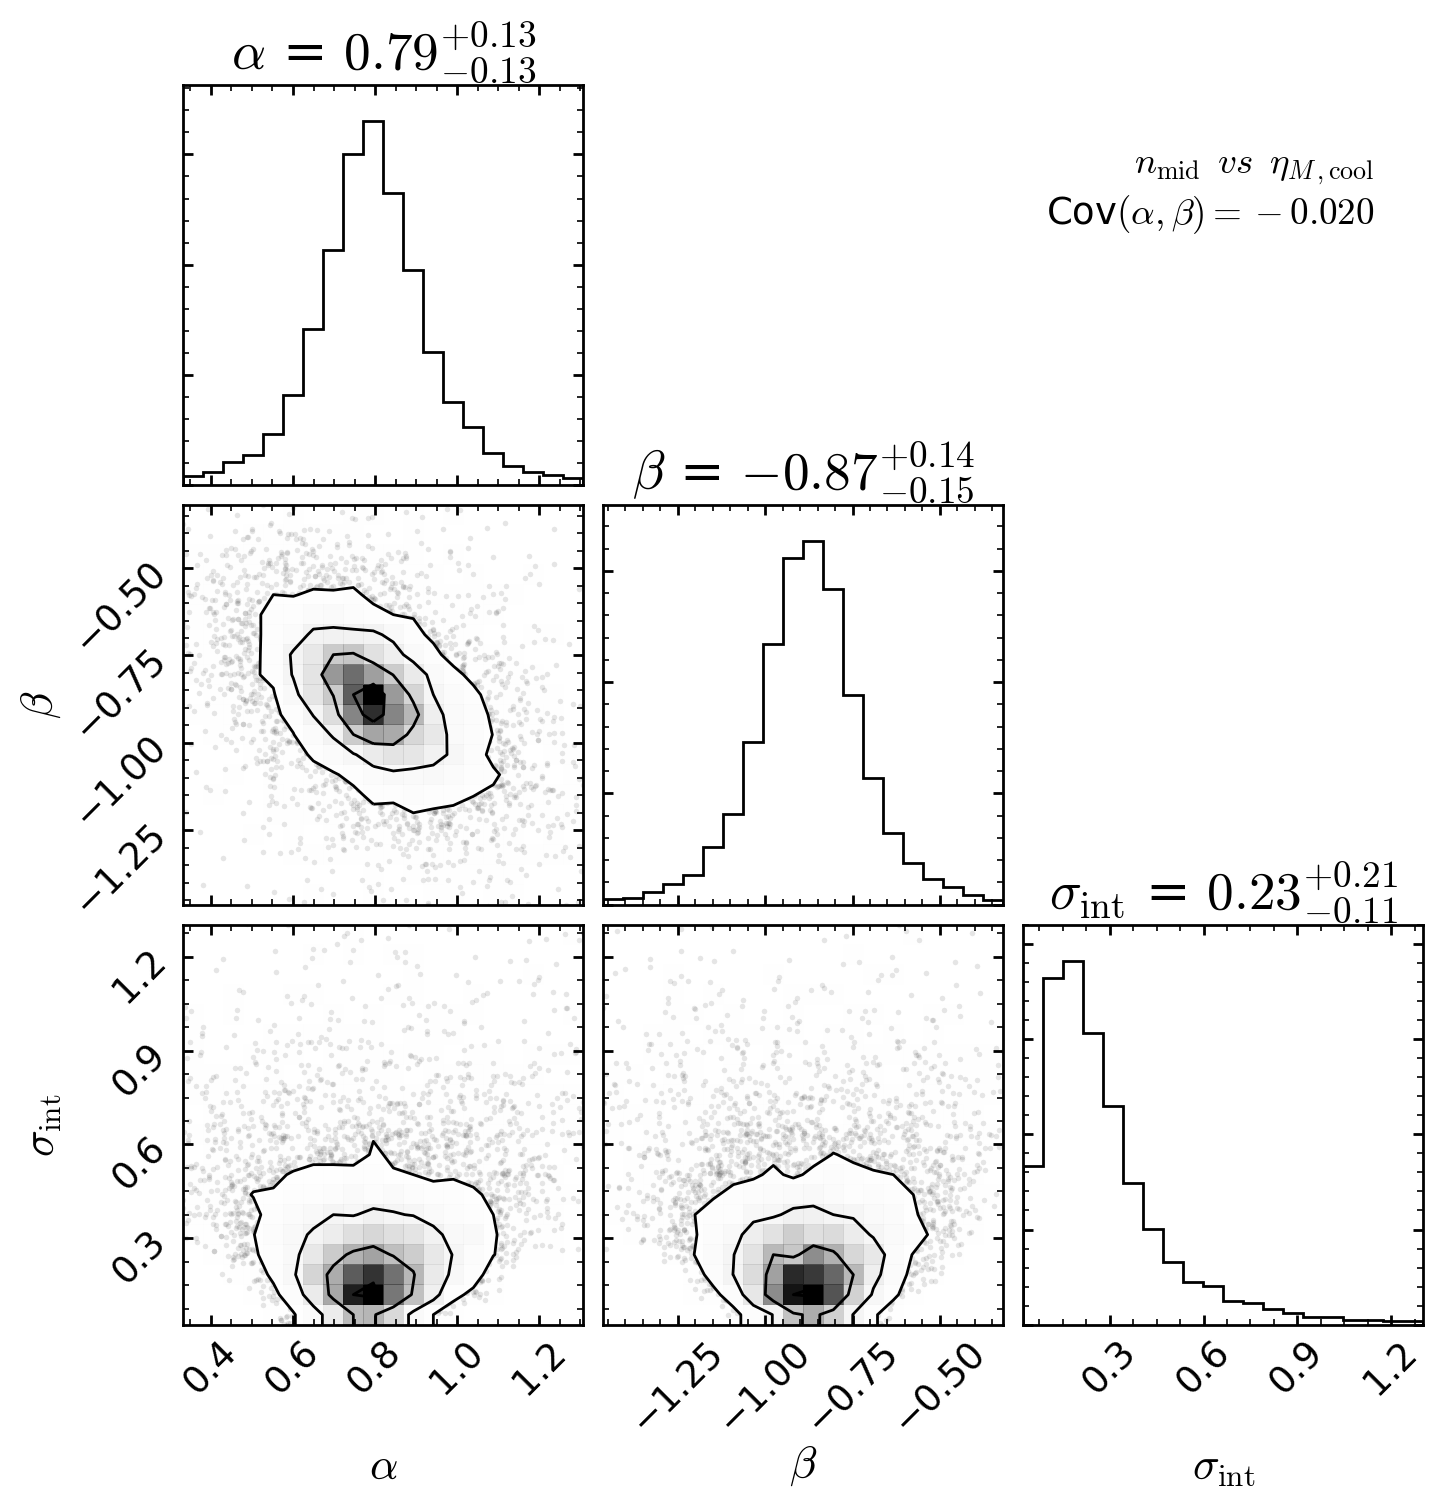 α = 0.79 +0.13 −0.13
n_mid vs η_M,cool
Cov(α, β) = −0.020
β = −0.87 +0.14 −0.15
−0.50
−0.75
−1.00
−1.25
β
σ_int = 0.23 +0.21 −0.11
1.2
0.9
0.6
0.3
σ_int
0.4 0.6 0.8 1.0 1.2
−1.25 −1.00 −0.75 −0.50
0.3 0.6 0.9 1.2
α β σ_int